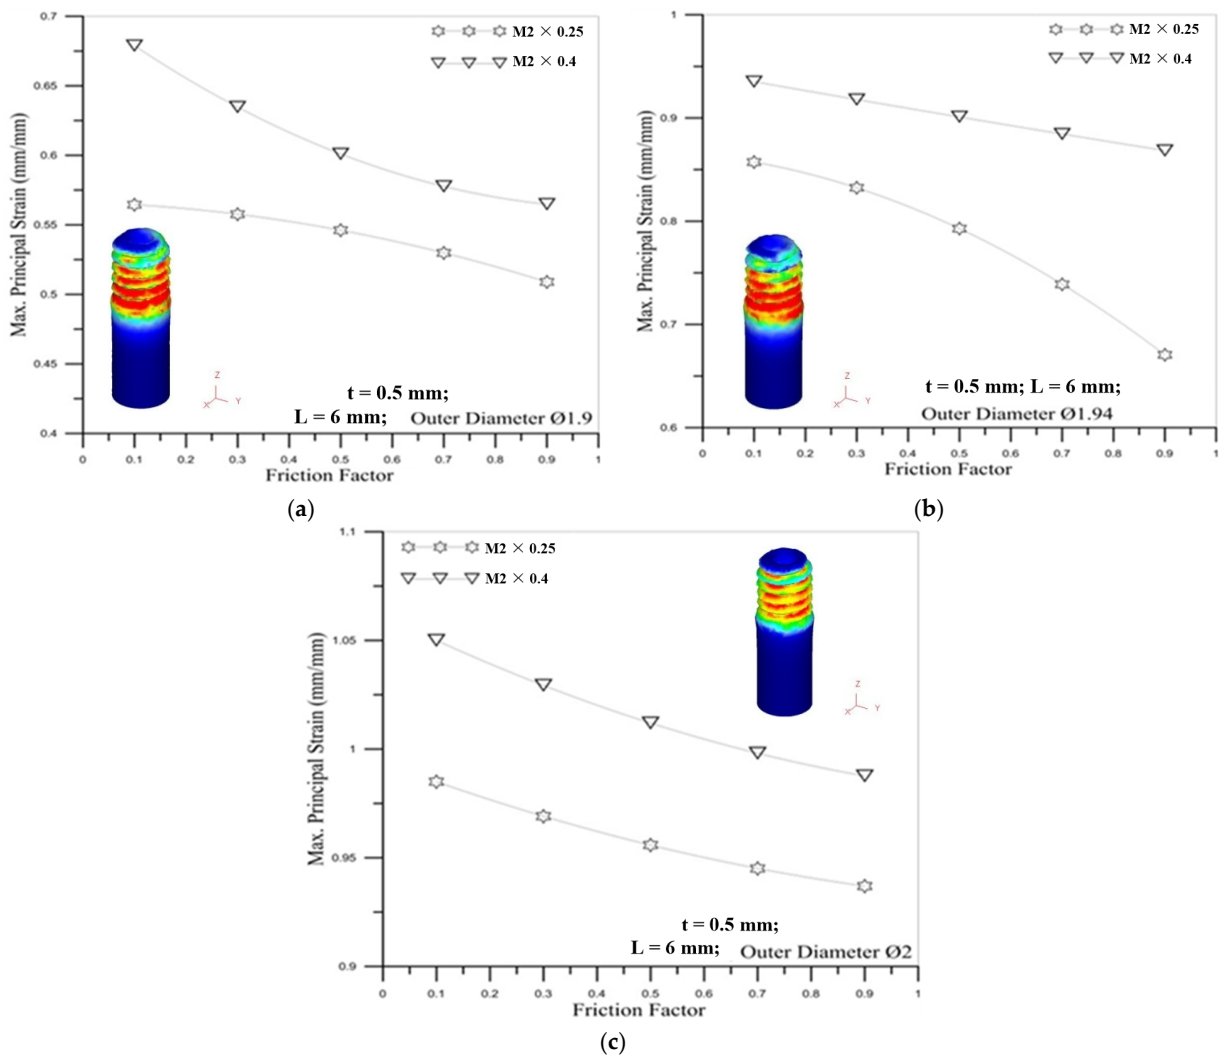 0.7
0.65
0.6
0.55
0.5
0.45
0.4
Max. Principal Strain (mm/mm)
M2 × 0.25
M2 × 0.4
Z
X
Y
t = 0.5 mm;
L = 6 mm; Outer Diameter Ø1.9
0 0.1 0.2 0.3 0.4 0.5 0.6 0.7 0.8 0.9 1
Friction Factor
(a)
1
0.9
0.8
0.7
0.6
Max. Principal Strain (mm/mm)
M2 × 0.25
M2 × 0.4
Z
X
Y
t = 0.5 mm; L = 6 mm;
Outer Diameter Ø1.94
0 0.1 0.2 0.3 0.4 0.5 0.6 0.7 0.8 0.9 1
Friction Factor
(b)
1.1
1.05
1
0.95
0.9
Max. Principal Strain (mm/mm)
M2 × 0.25
M2 × 0.4
Z
X
Y
t = 0.5 mm;
L = 6 mm; Outer Diameter Ø2
0 0.1 0.2 0.3 0.4 0.5 0.6 0.7 0.8 0.9 1
Friction Factor
(c)